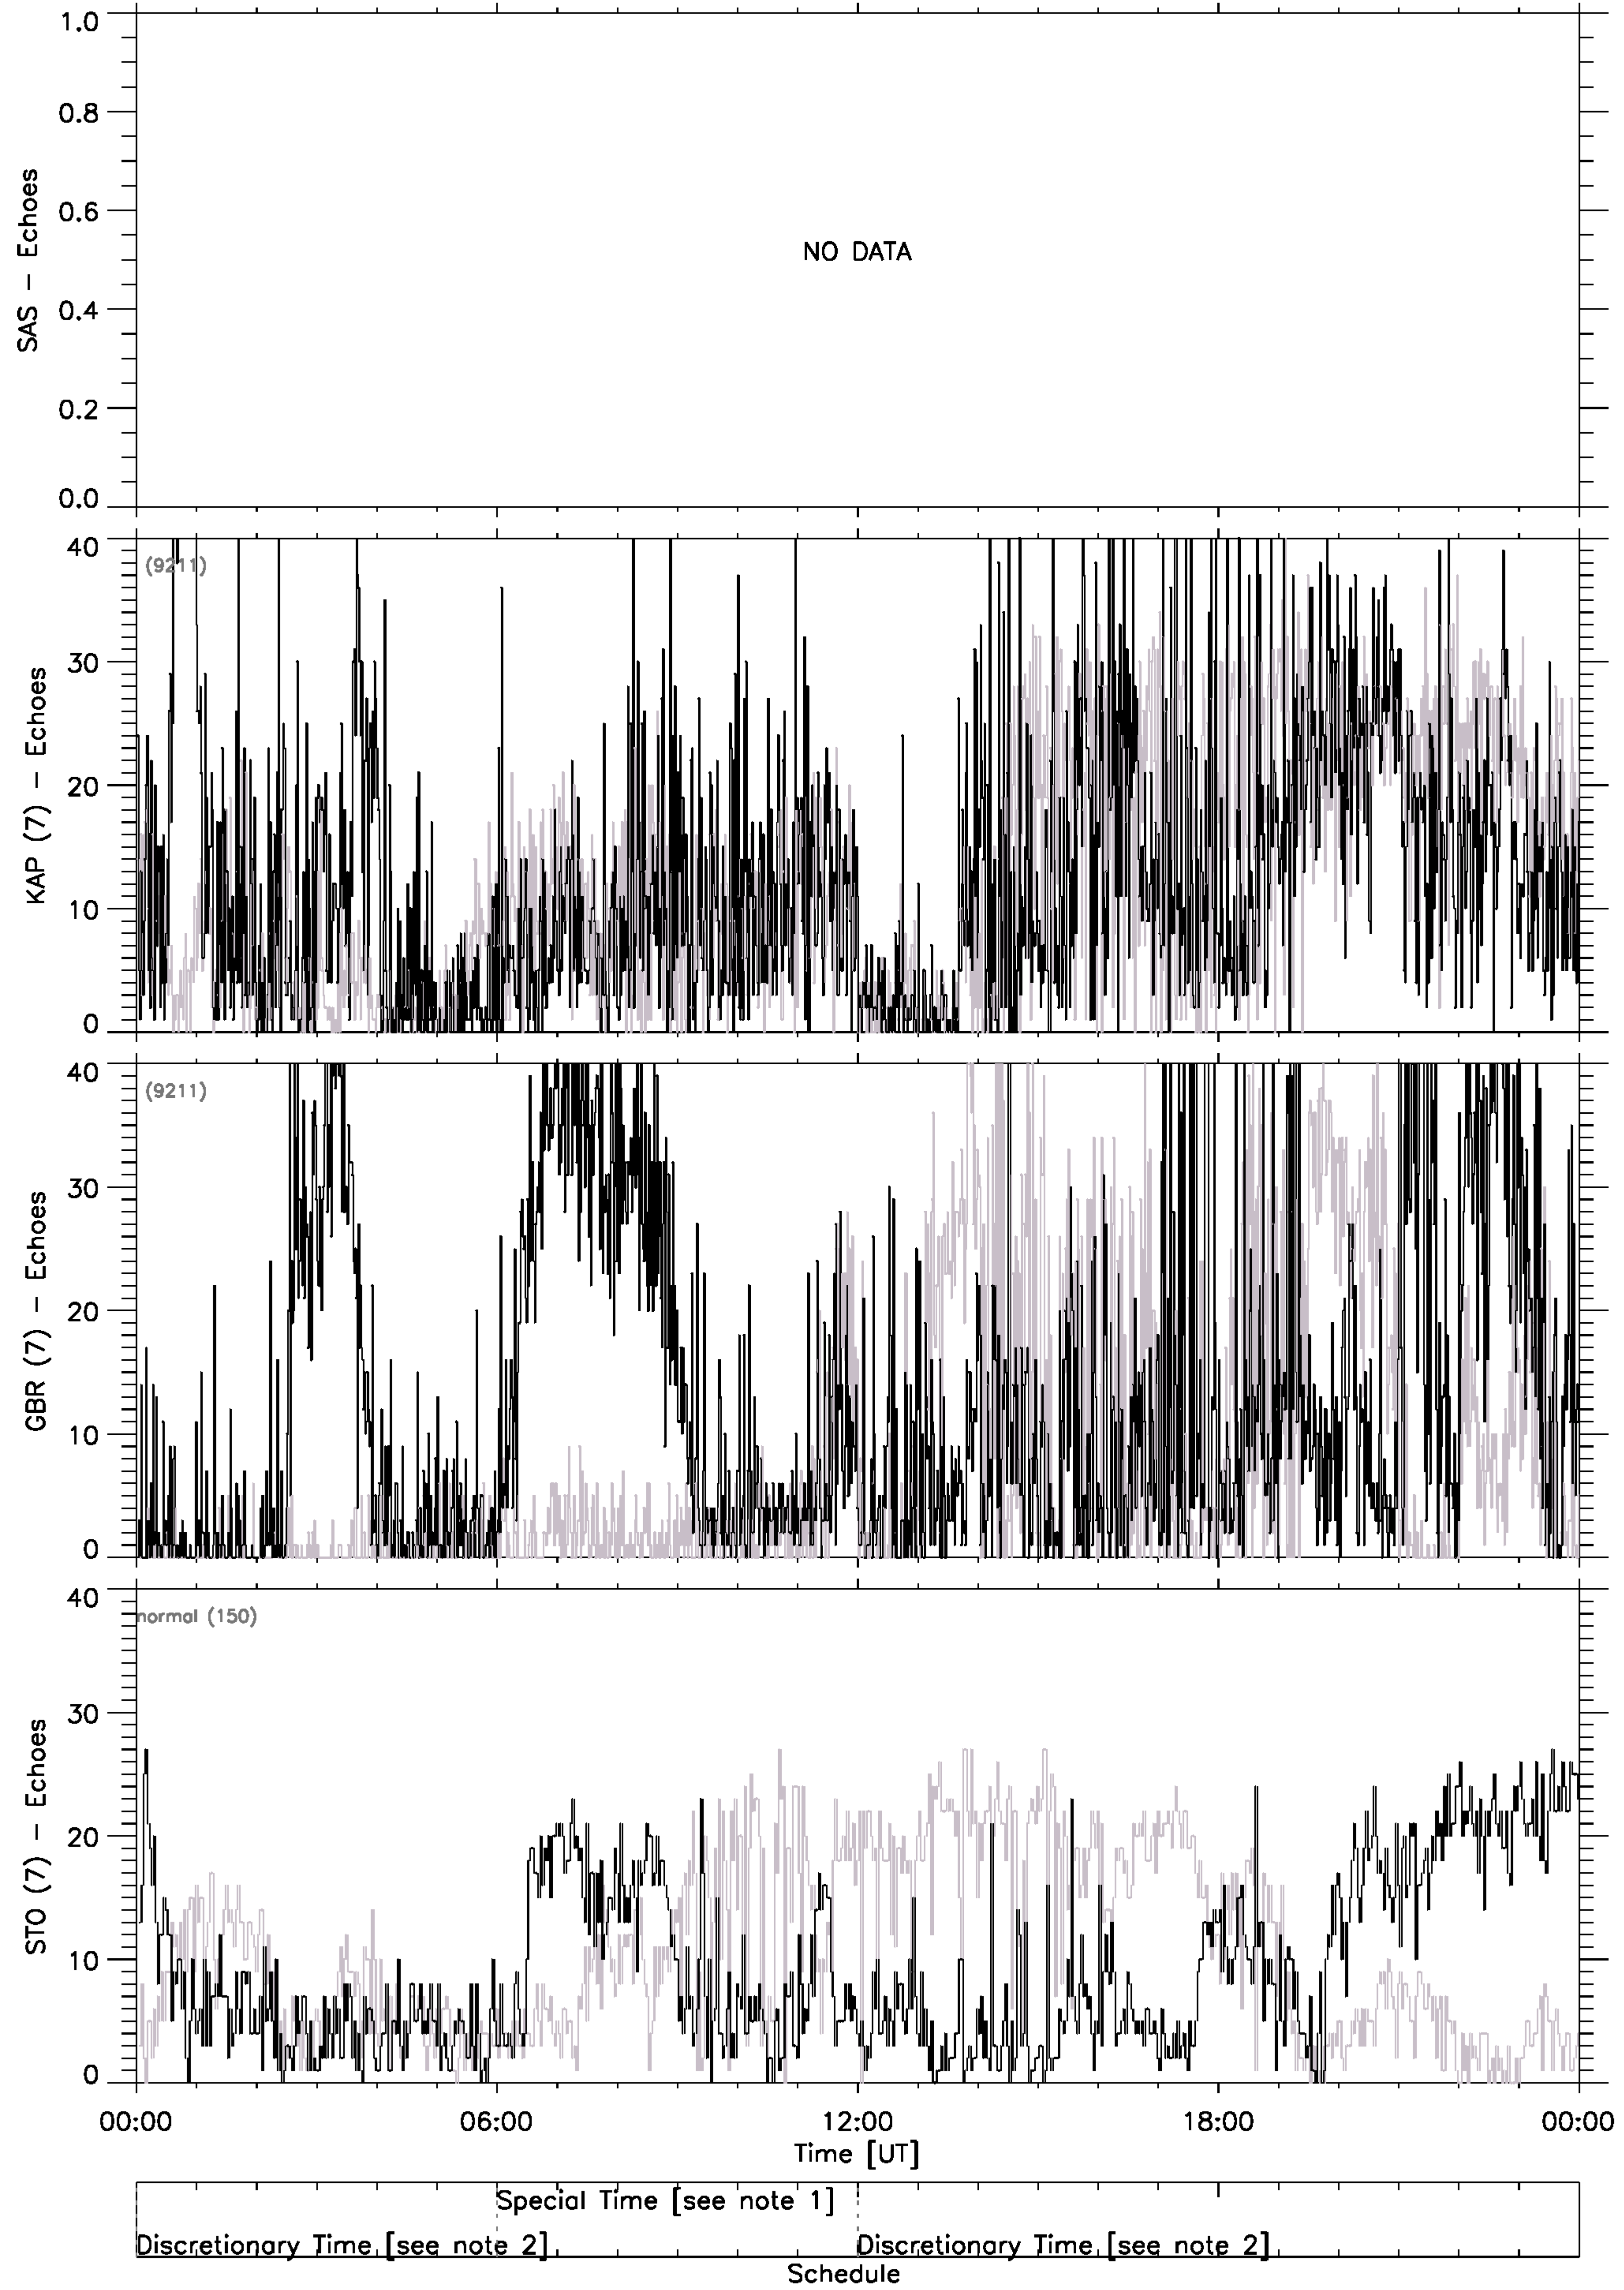 1.0
0.8
0.6
0.4
0.2
0.0
SAS – Echoes
NO DATA
40
30
20
10
0
KAP (7) – Echoes
(9211)
40
30
20
10
0
GBR (7) – Echoes
(9211)
40
30
20
10
0
STO (7) – Echoes
normal (150)
00:00 06:00 12:00 18:00 00:00
Time [UT]
Special Time [see note 1]
Discretionary Time [see note 2] Discretionary Time [see note 2]
Schedule